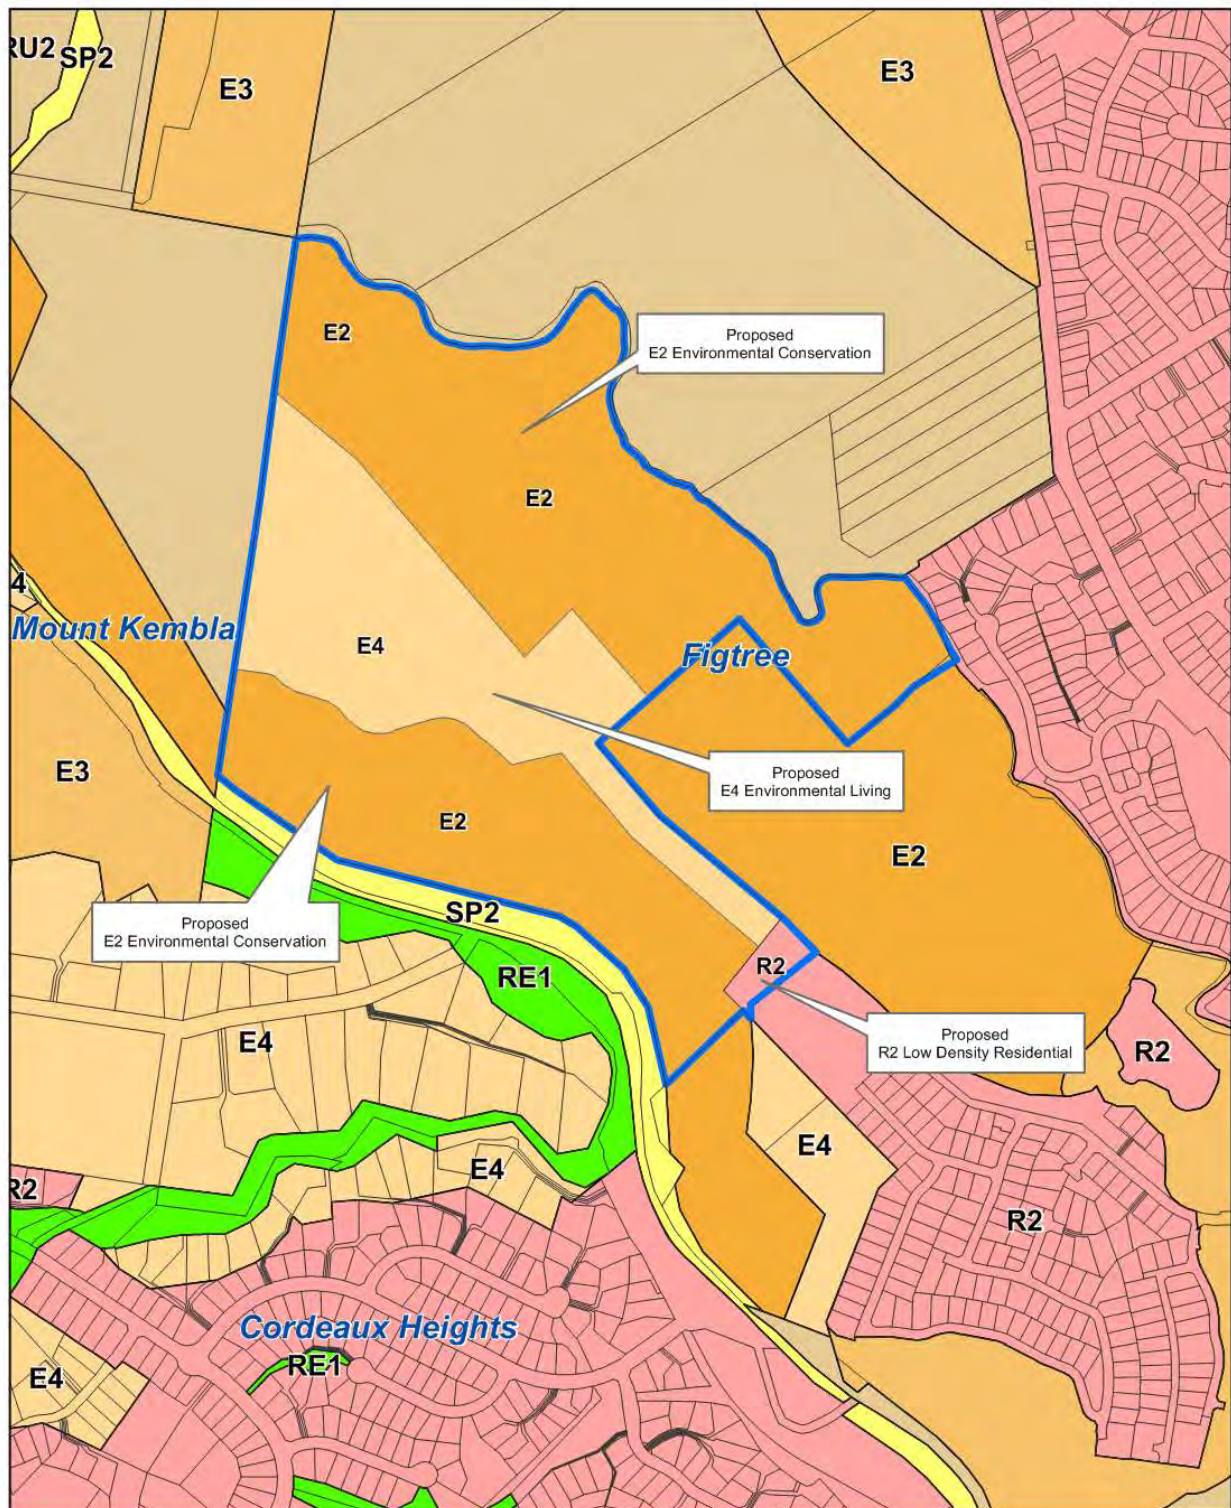 RU2
SP2
E3
E3
E2
Proposed
E2 Environmental Conservation
E2
4
Mount Kembla
E4
Figtree
E3
Proposed
E4 Environmental Living
E2
E2
Proposed
E2 Environmental Conservation
SP2
R2
RE1
Proposed
R2 Low Density Residential
E4
R2
E4
E4
R2
R2
Cordeaux Heights
RE1
E4